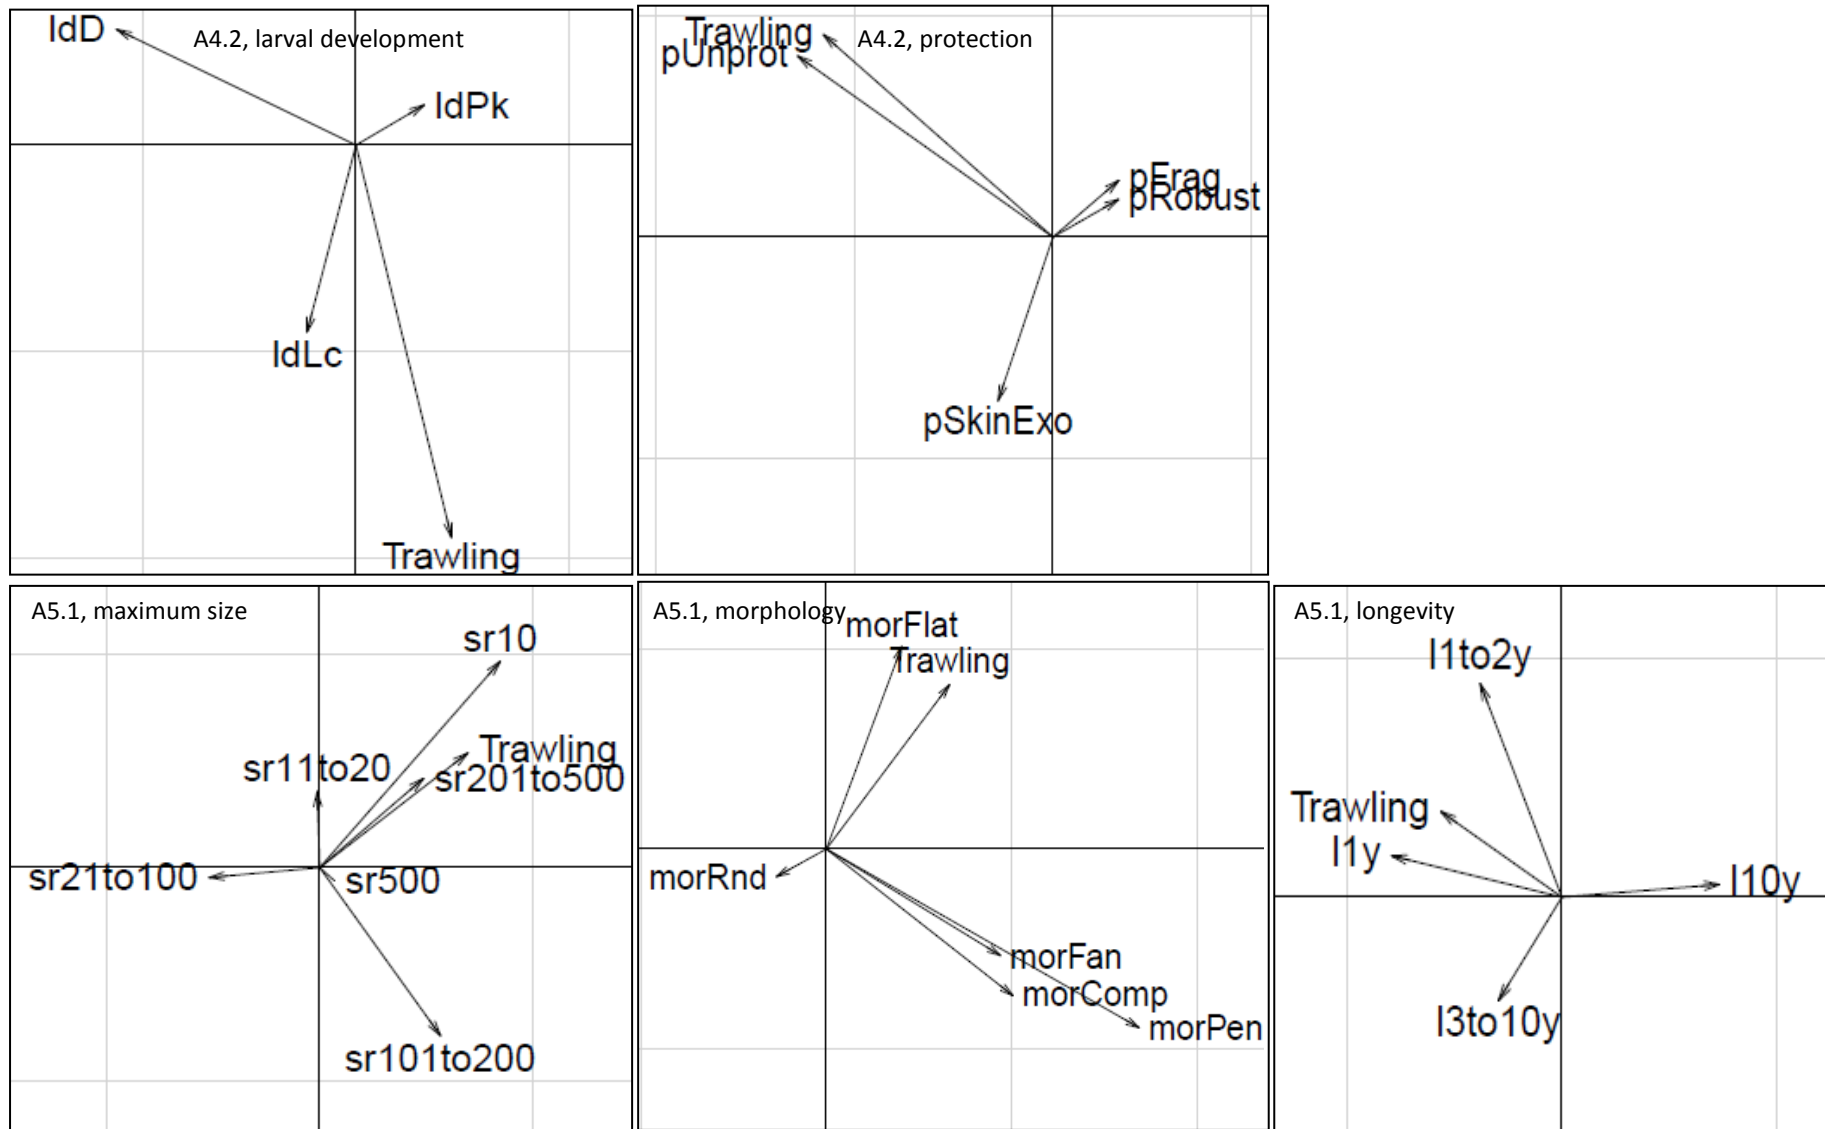 A4.2, larval development
ldD
ldPk
ldLc
Trawling
A4.2, protection
Trawling
pUnprot
pFrag
pRobust
pSkinExo
A5.1, maximum size
sr10
Trawling
sr11to20
sr201to500
sr21to100
sr500
sr101to200
A5.1, morphology
morFlat
Trawling
morRnd
morFan
morComp
morPen
A5.1, longevity
l1to2y
Trawling
l1y
l10y
l3to10y